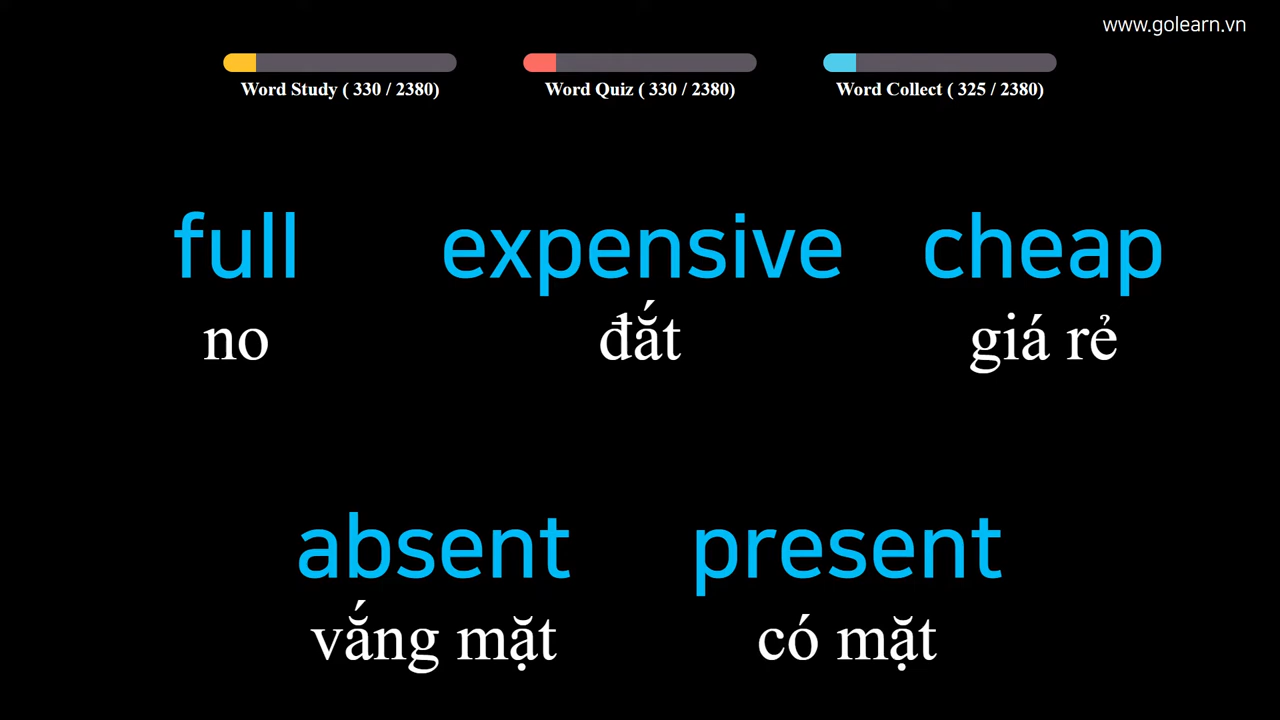 www.golearn.vn
Word Study ( 330 / 2380) Word Quiz ( 330 / 2380) Word Collect ( 325 / 2380)
full expensive cheap
no đắt giá rẻ
absent present
vắng mặt có mặt